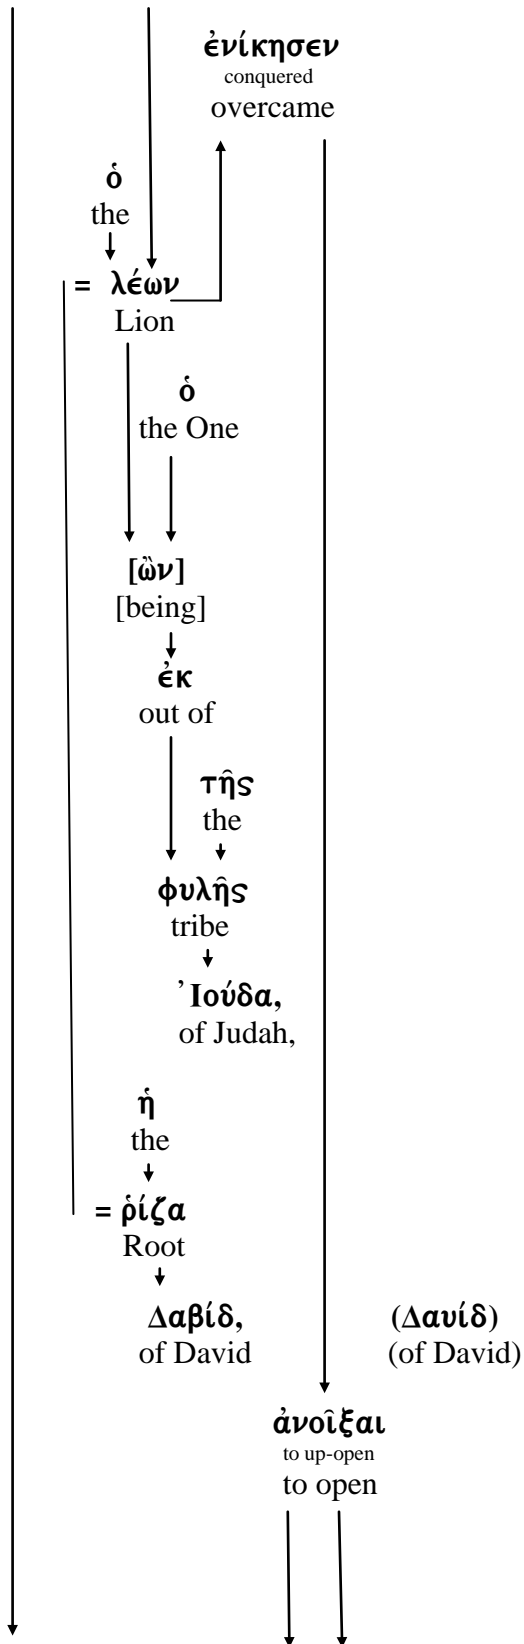 ἐνίκησεν
conquered
overcame
ὁ
the
= λέων
Lion
ὁ
the One
[ὢν]
[being]
ἐκ
out of
τῆς
the
φυλῆς
tribe
᾿Ιούδα,
of Judah,
ἡ
the
= ῥίζα
Root
Δαβίδ, (Δαυίδ)
of David (of David)
ἀνοῖξαι
to up-open
to open